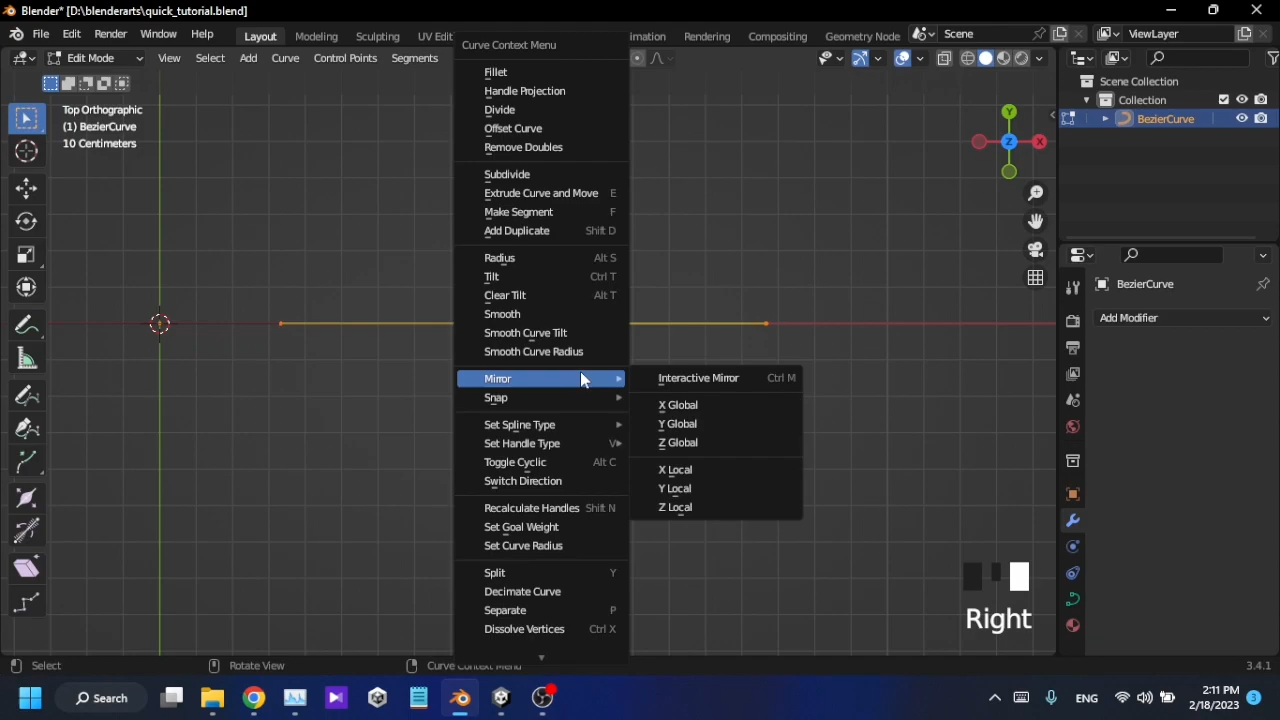 Blender* [D:\blenderarts\quick_tutorial.blend]
File Edit Render Window Help Layout Modeling Sculpting UV Edit imation Rendering Compositing Geometry Node Scene ViewLayer
Edit Mode View Select Add Curve Control Points Segments
Top Orthographic
(1) BezierCurve
10 Centimeters
Curve Context Menu
Fillet
Handle Projection
Divide
Offset Curve
Remove Doubles
Subdivide
Extrude Curve and Move E
Make Segment F
Add Duplicate Shift D
Radius Alt S
Tilt Ctrl T
Clear Tilt Alt T
Smooth
Smooth Curve Tilt
Smooth Curve Radius
Mirror
Snap
Set Spline Type
Set Handle Type V
Toggle Cyclic Alt C
Switch Direction
Recalculate Handles Shift N
Set Goal Weight
Set Curve Radius
Split Y
Decimate Curve
Separate P
Dissolve Vertices Ctrl X
Interactive Mirror Ctrl M
X Global
Y Global
Z Global
X Local
Y Local
Z Local
Y
Z
X
Scene Collection
Collection
BezierCurve
BezierCurve
Add Modifier
Right
Select Rotate View Curve Context Menu 3.4.1
Search
ENG
2:11 PM
2/18/2023
3